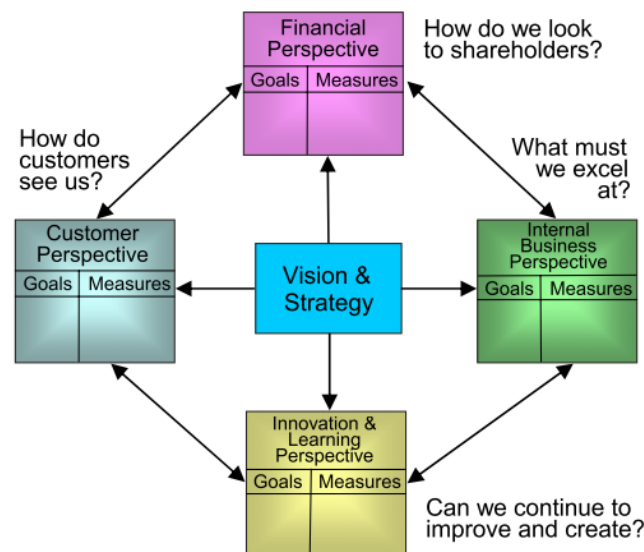 Financial
Perspective
Goals Measures
How do we look
to shareholders?
How do
customers
see us?
What must
we excel
at?
Customer
Perspective
Goals Measures
Vision &
Strategy
Internal
Business
Perspective
Goals Measures
Innovation &
Learning
Perspective
Goals Measures
Can we continue to
improve and create?